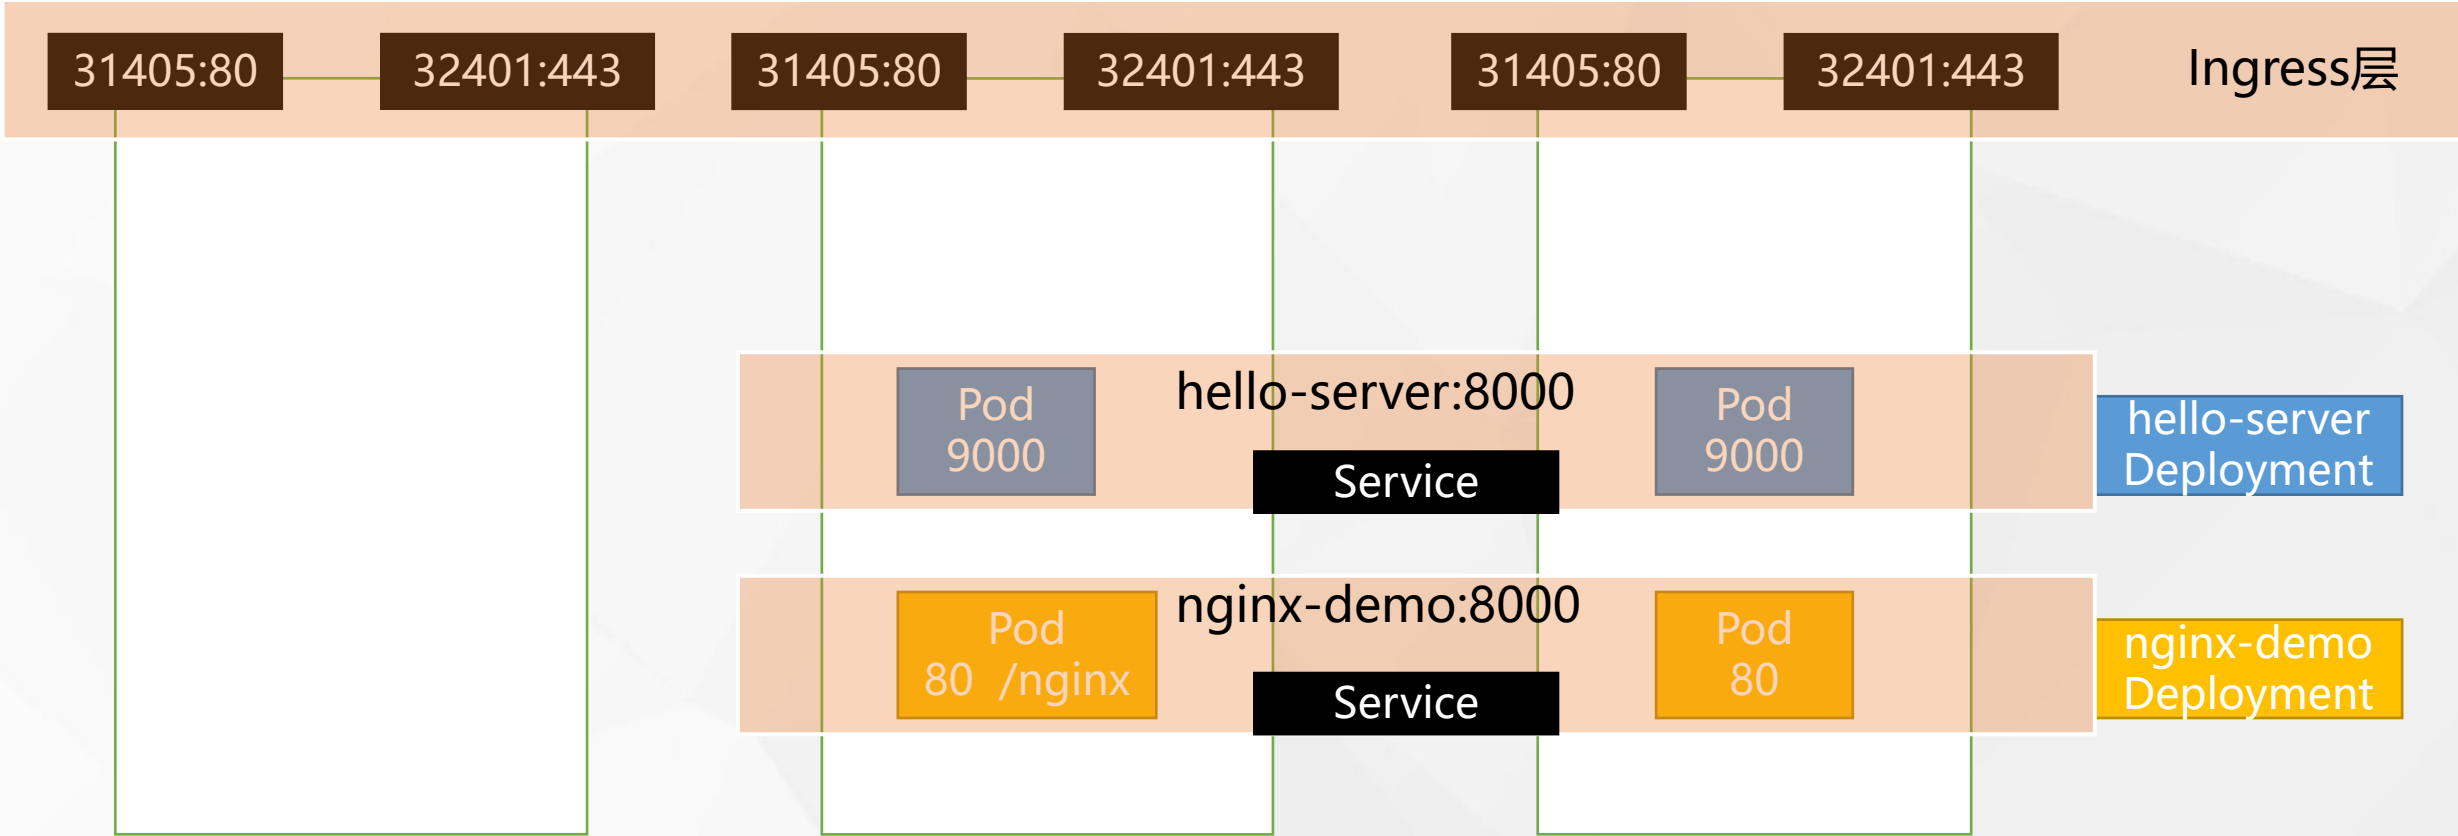 31405:80
32401:443
31405:80
32401:443
31405:80
32401:443
Ingress层
Pod
9000
hello-server:8000
Service
Pod
9000
hello-server
Deployment
Pod
80 /nginx
nginx-demo:8000
Service
Pod
80
nginx-demo
Deployment